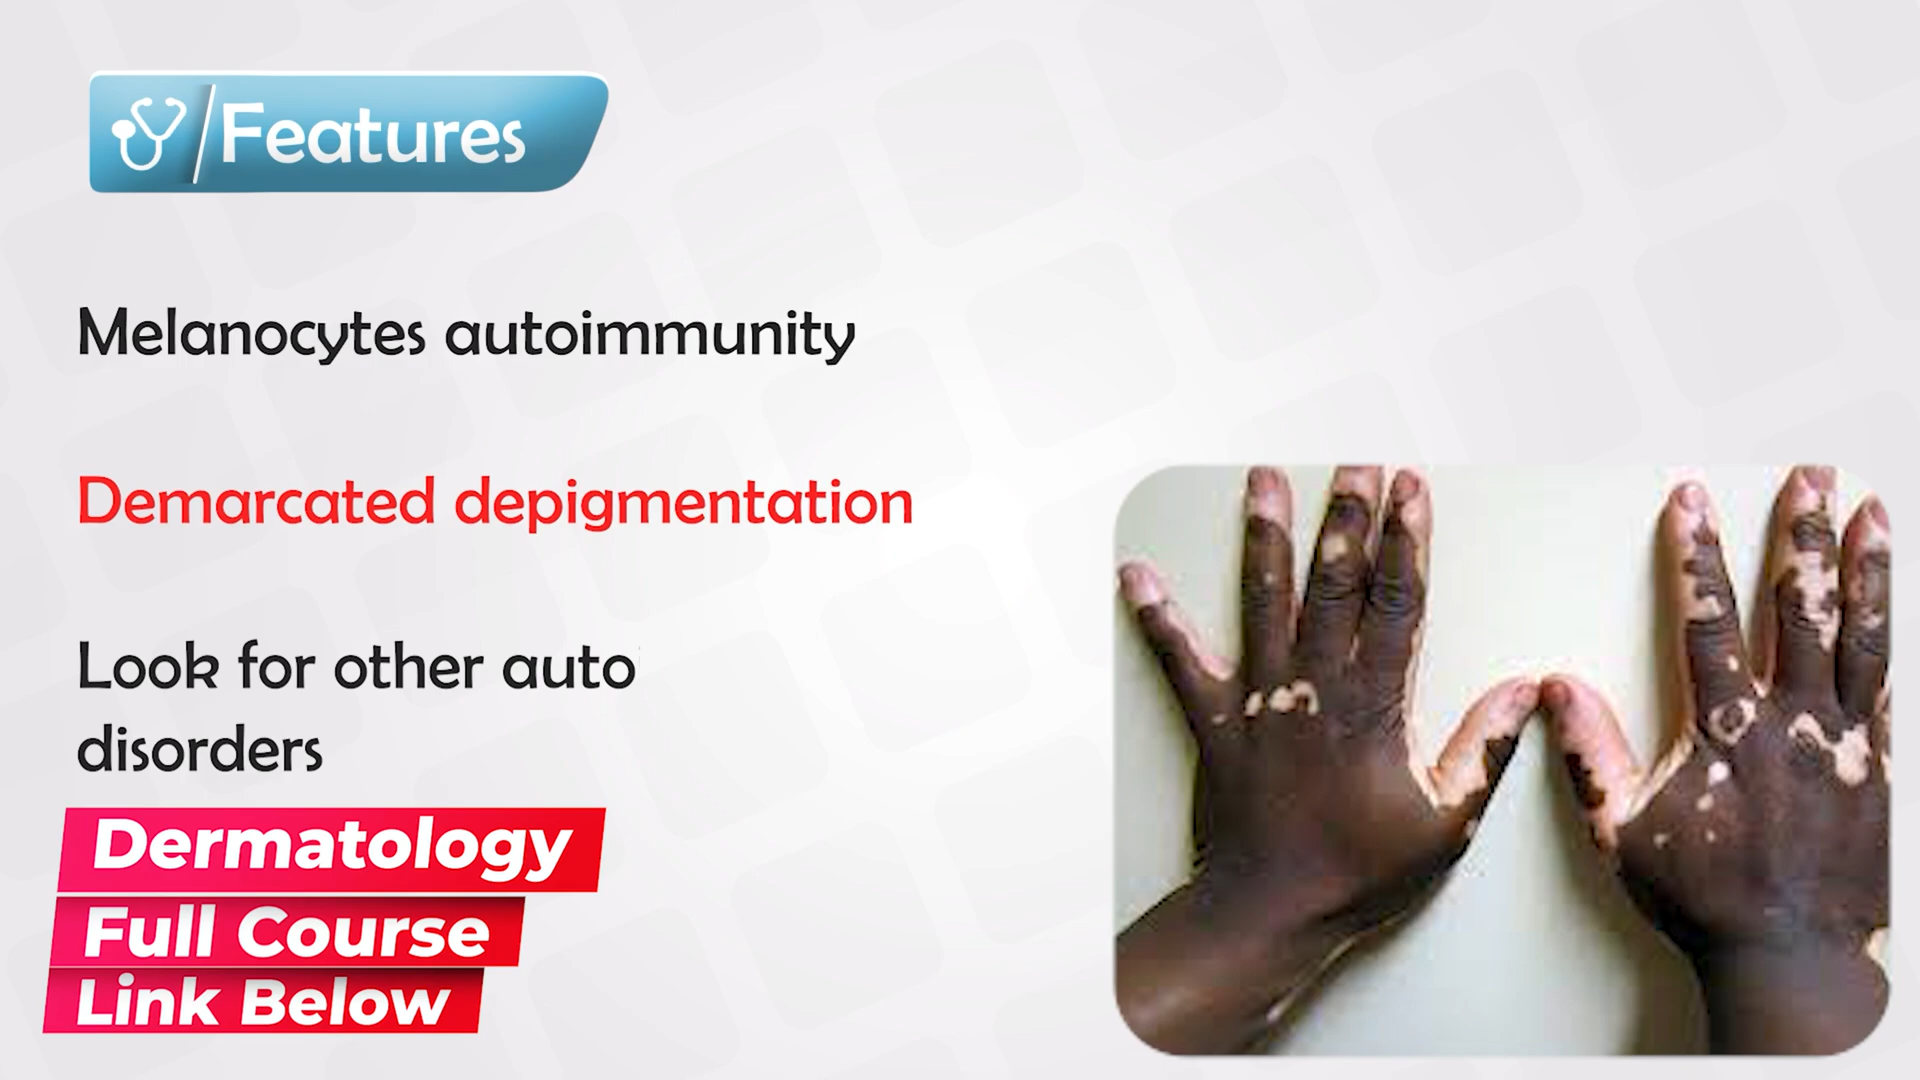 Features
Melanocytes autoimmunity
Demarcated depigmentation
Look for other auto
disorders
Dermatology
Full Course
Link Below